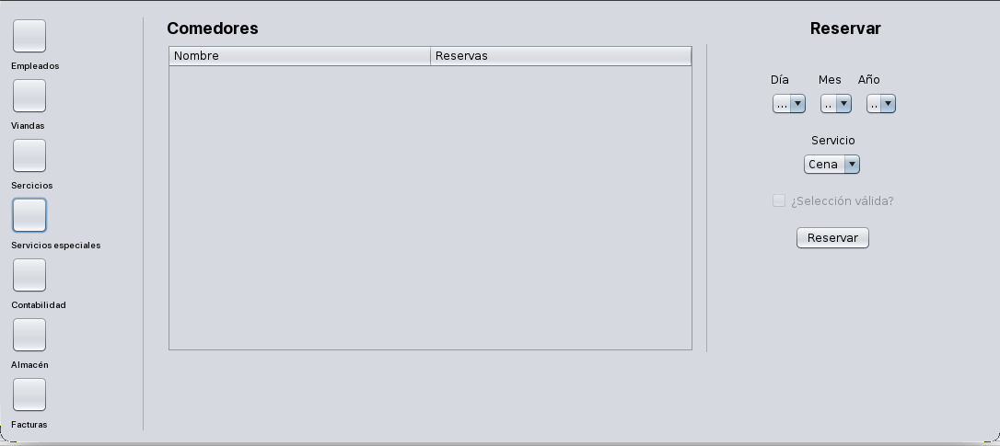 Empleados
Viandas
Sercicios
Servicios especiales
Contabilidad
Almacén
Facturas
Comedores
Nombre Reservas
Reservar
Día Mes Año
... .. ..
Servicio
Cena
¿Selección válida?
Reservar